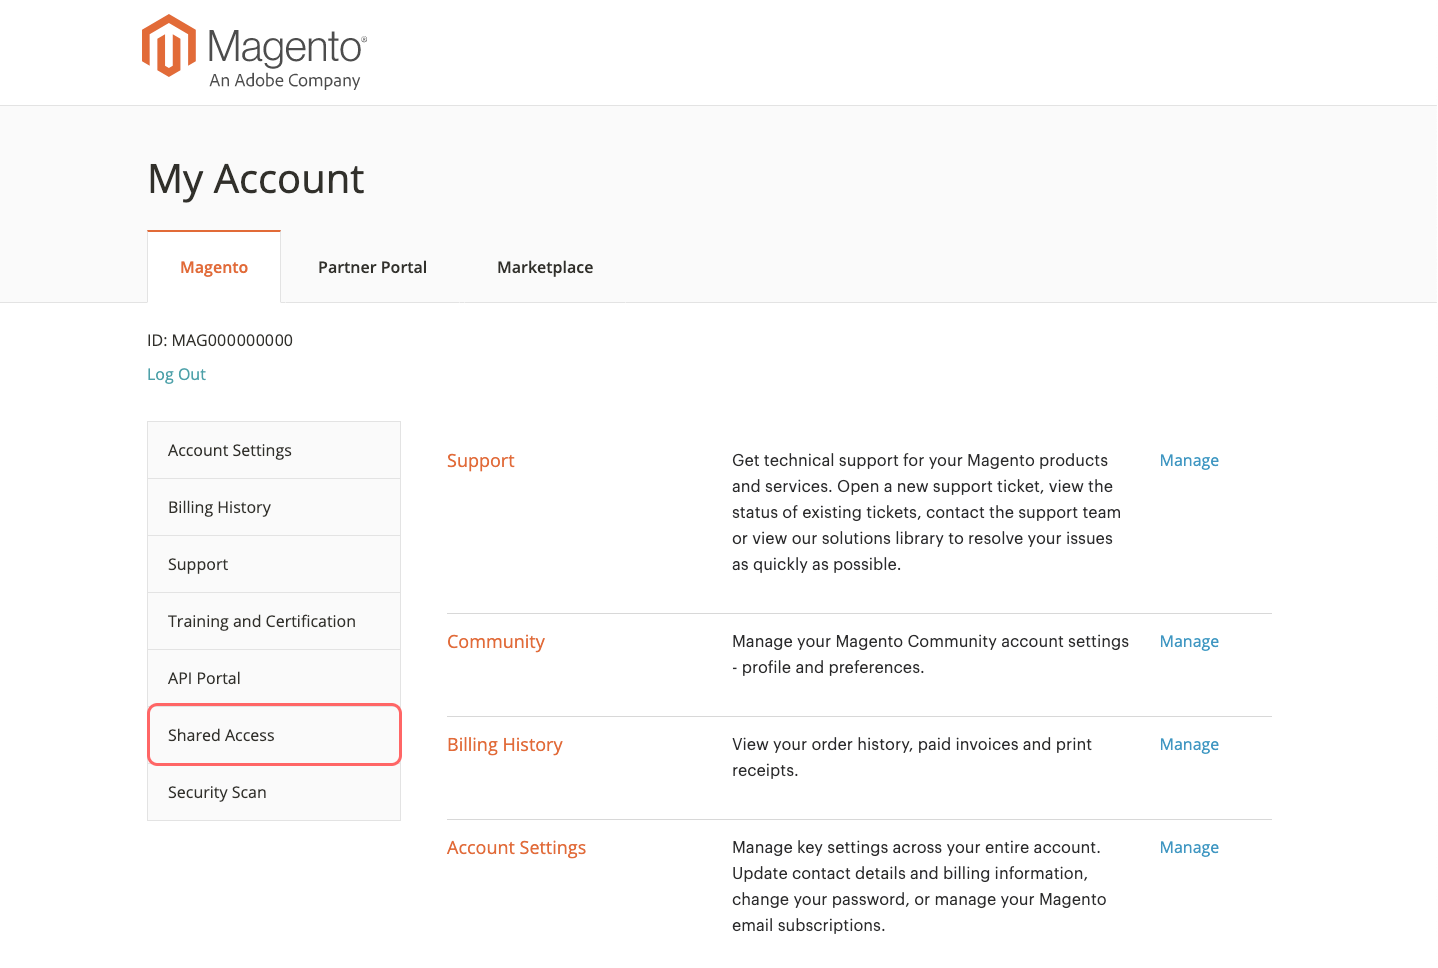 Magento®
An Adobe Company
My Account
Magento
Partner Portal
Marketplace
ID: MAG000000000
Log Out
Account Settings
Billing History
Support
Training and Certification
API Portal
Shared Access
Security Scan
Support
Get technical support for your Magento products
and services. Open a new support ticket, view the
status of existing tickets, contact the support team
or view our solutions library to resolve your issues
as quickly as possible.
Manage
Community
Manage your Magento Community account settings
- profile and preferences.
Manage
Billing History
View your order history, paid invoices and print
receipts.
Manage
Account Settings
Manage key settings across your entire account.
Update contact details and billing information,
change your password, or manage your Magento
email subscriptions.
Manage